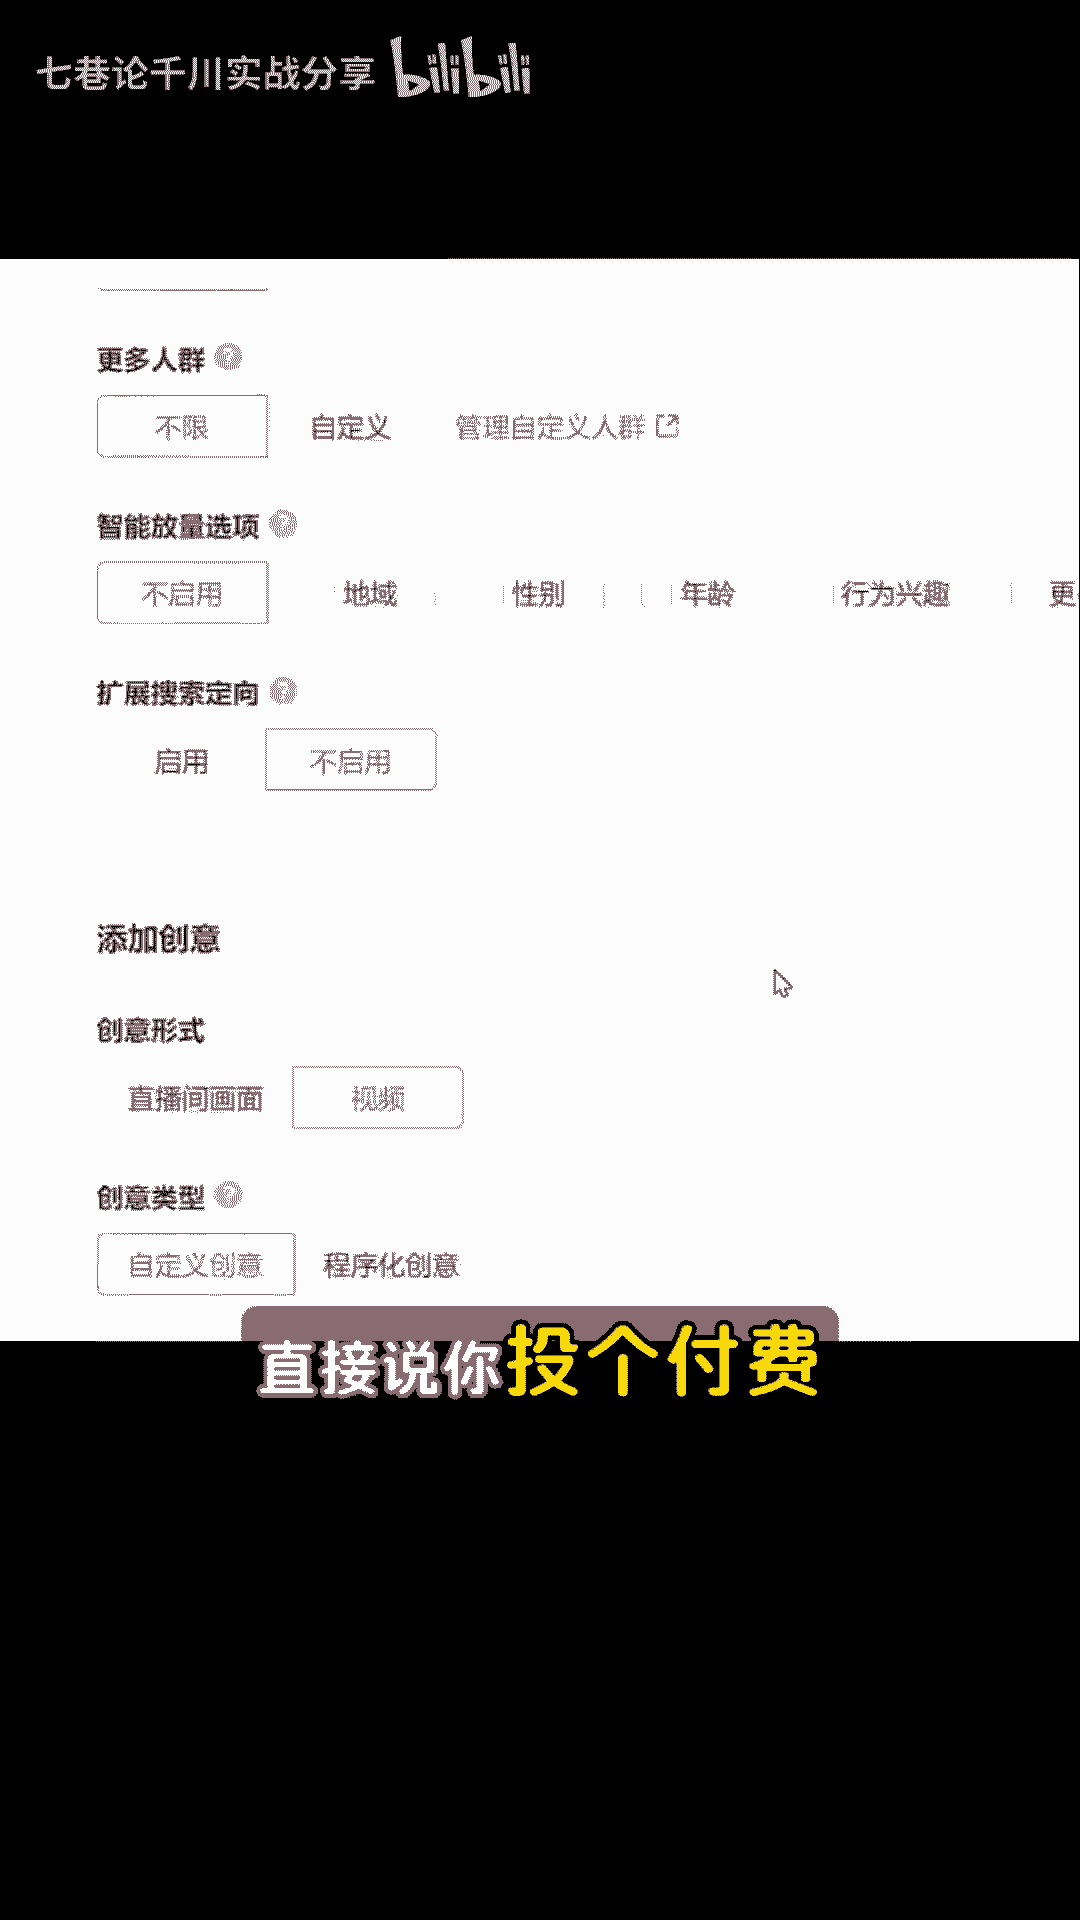 七巷论千川实战分享 bilibili
更多人群 ?
不限 自定义 管理自定义人群
智能放量选项 ?
不启用 地域 性别 年龄 行为兴趣 更
扩展搜索定向 ?
启用 不启用
添加创意
创意形式
直播间画面 视频
创意类型 ?
自定义创意 程序化创意
直接说你投个付费